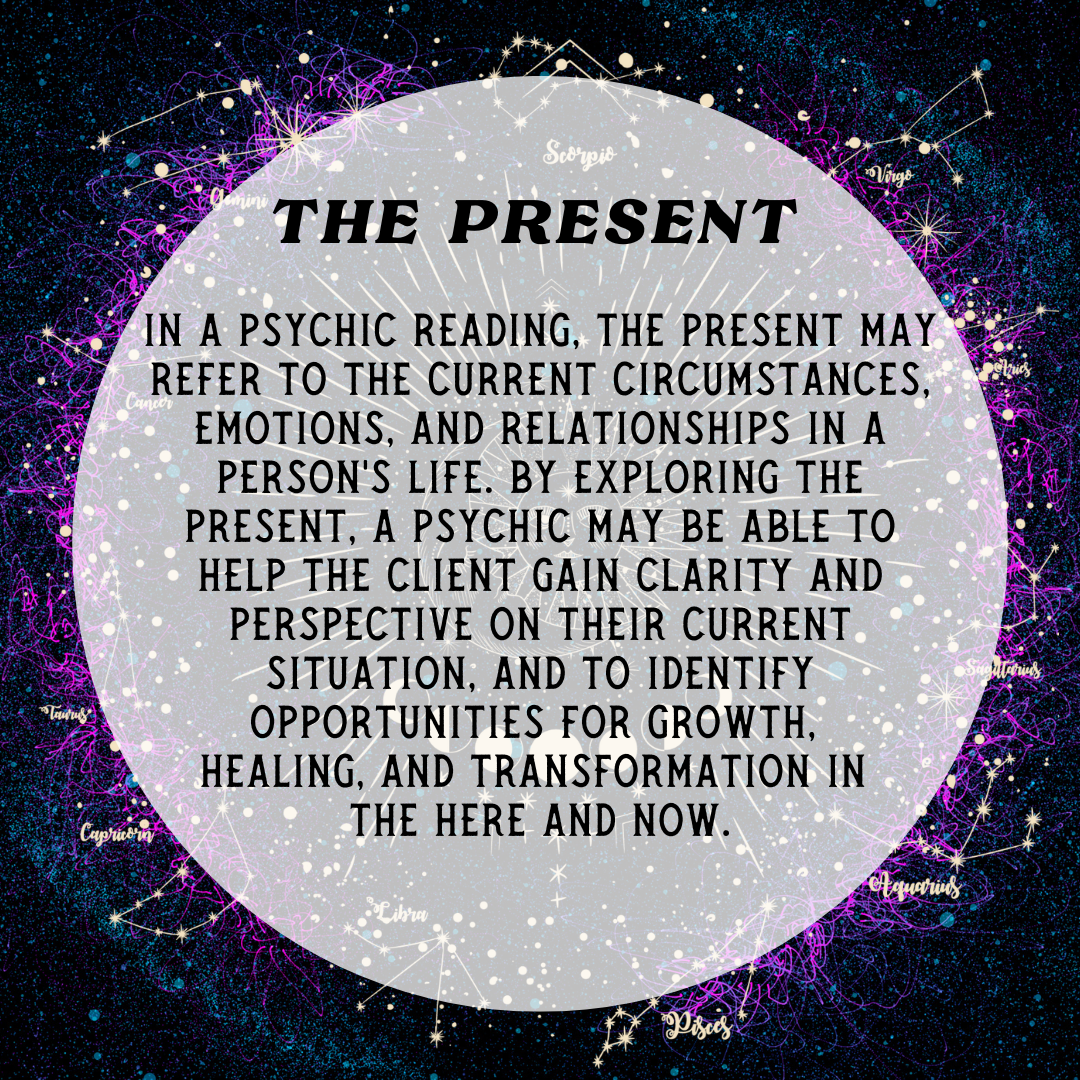 Scorpio
Virgo
Gemini
THE PRESENT
IN A PSYCHIC READING, THE PRESENT MAY
REFER TO THE CURRENT CIRCUMSTANCES,
Aries
Cancer
EMOTIONS, AND RELATIONSHIPS IN A
PERSON'S LIFE. BY EXPLORING THE
PRESENT, A PSYCHIC MAY BE ABLE TO
HELP THE CLIENT GAIN CLARITY AND
PERSPECTIVE ON THEIR CURRENT
SITUATION, AND TO IDENTIFY
Sagittarius
Taurus
OPPORTUNITIES FOR GROWTH,
HEALING, AND TRANSFORMATION IN
THE HERE AND NOW.
Capricorn
Aquarius
Libra
Pisces